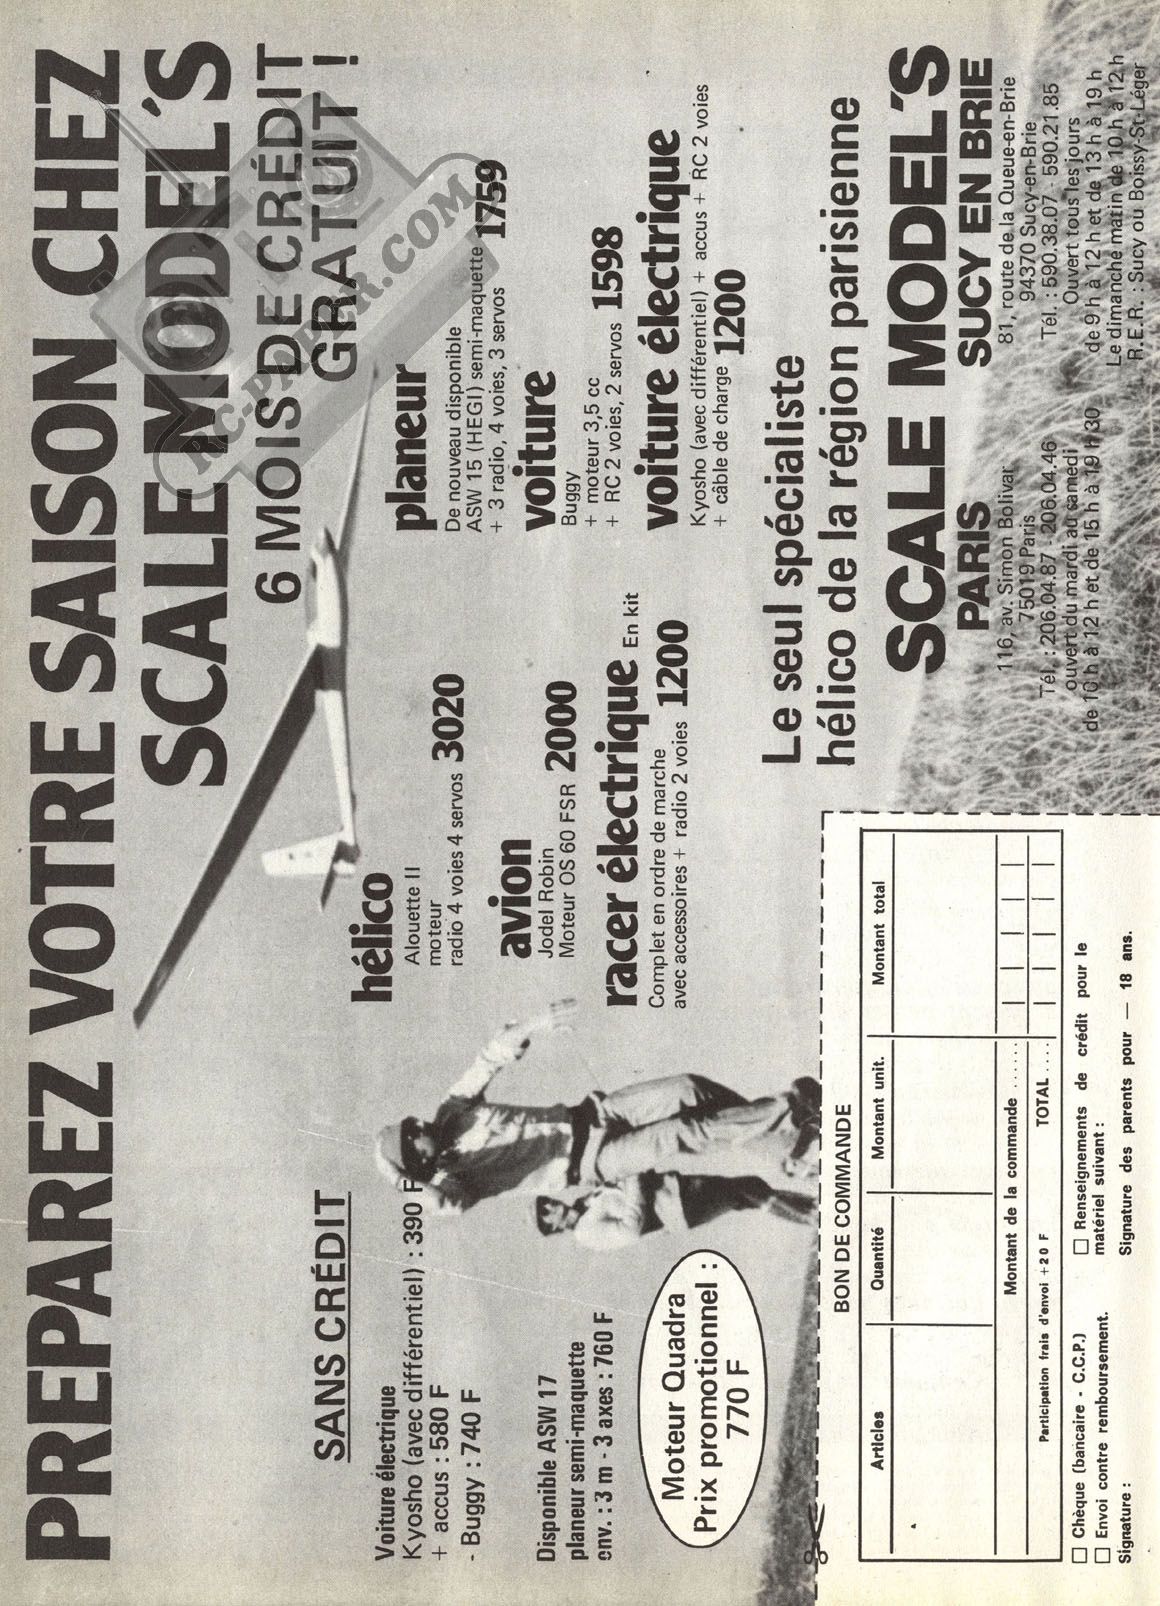 PREPAREZ VOTRE SAISON CHEZ
SCALE MODEL'S
6 MOIS DE CRÉDIT
GRATUIT !
RC-PAPER.COM
SANS CRÉDIT
Voiture électrique
Kyosho (avec différentiel) : 390 F
+ accus : 580 F
- Buggy : 740 F
Disponible ASW 17
planeur semi-maquette
env. : 3 m - 3 axes : 760 F
Moteur Quadra
Prix promotionnel :
770 F
hélico
Alouette II
moteur
radio 4 voies 4 servos 3020
avion
Jodel Robin
Moteur OS 60 FSR 2000
racer électrique En kit
Complet en ordre de marche
avec accessoires + radio 2 voies 1200
planeur
De nouveau disponible
ASW 15 (HEGI) semi-maquette
+ 3 radio, 4 voies, 3 servos 1759
voiture
Buggy
+ moteur 3,5 cc
+ RC 2 voies, 2 servos 1598
voiture électrique
Kyosho (avec différentiel) + accus + RC 2 voies
+ câble de charge 1200
Le seul spécialiste
hélico de la région parisienne
SCALE MODEL'S
PARIS
116, av. Simon Bolivar
75019 Paris
Tél. : 206.04.87 - 206.04.46
ouvert du mardi au samedi
de 10 h à 12 h et de 15 h à 19 h 30
SUCY EN BRIE
81, route de la Queue-en-Brie
94370 Sucy-en-Brie
Tél. : 590.38.07 - 590.21.85
Ouvert tous les jours
de 9 h à 12 h et de 13 h à 19 h
Le dimanche matin de 10 h à 12 h
R.E.R. : Sucy ou Boissy-St-Léger
BON DE COMMANDE
Articles Quantité Montant unit. Montant total
Montant de la commande ......
Participation frais d'envoi + 20 F TOTAL ....
☐ Chèque (bancaire - C.C.P.)
☐ Envoi contre remboursement.
Signature :
☐ Renseignements de crédit pour le
matériel suivant :
Signature des parents pour — 18 ans.